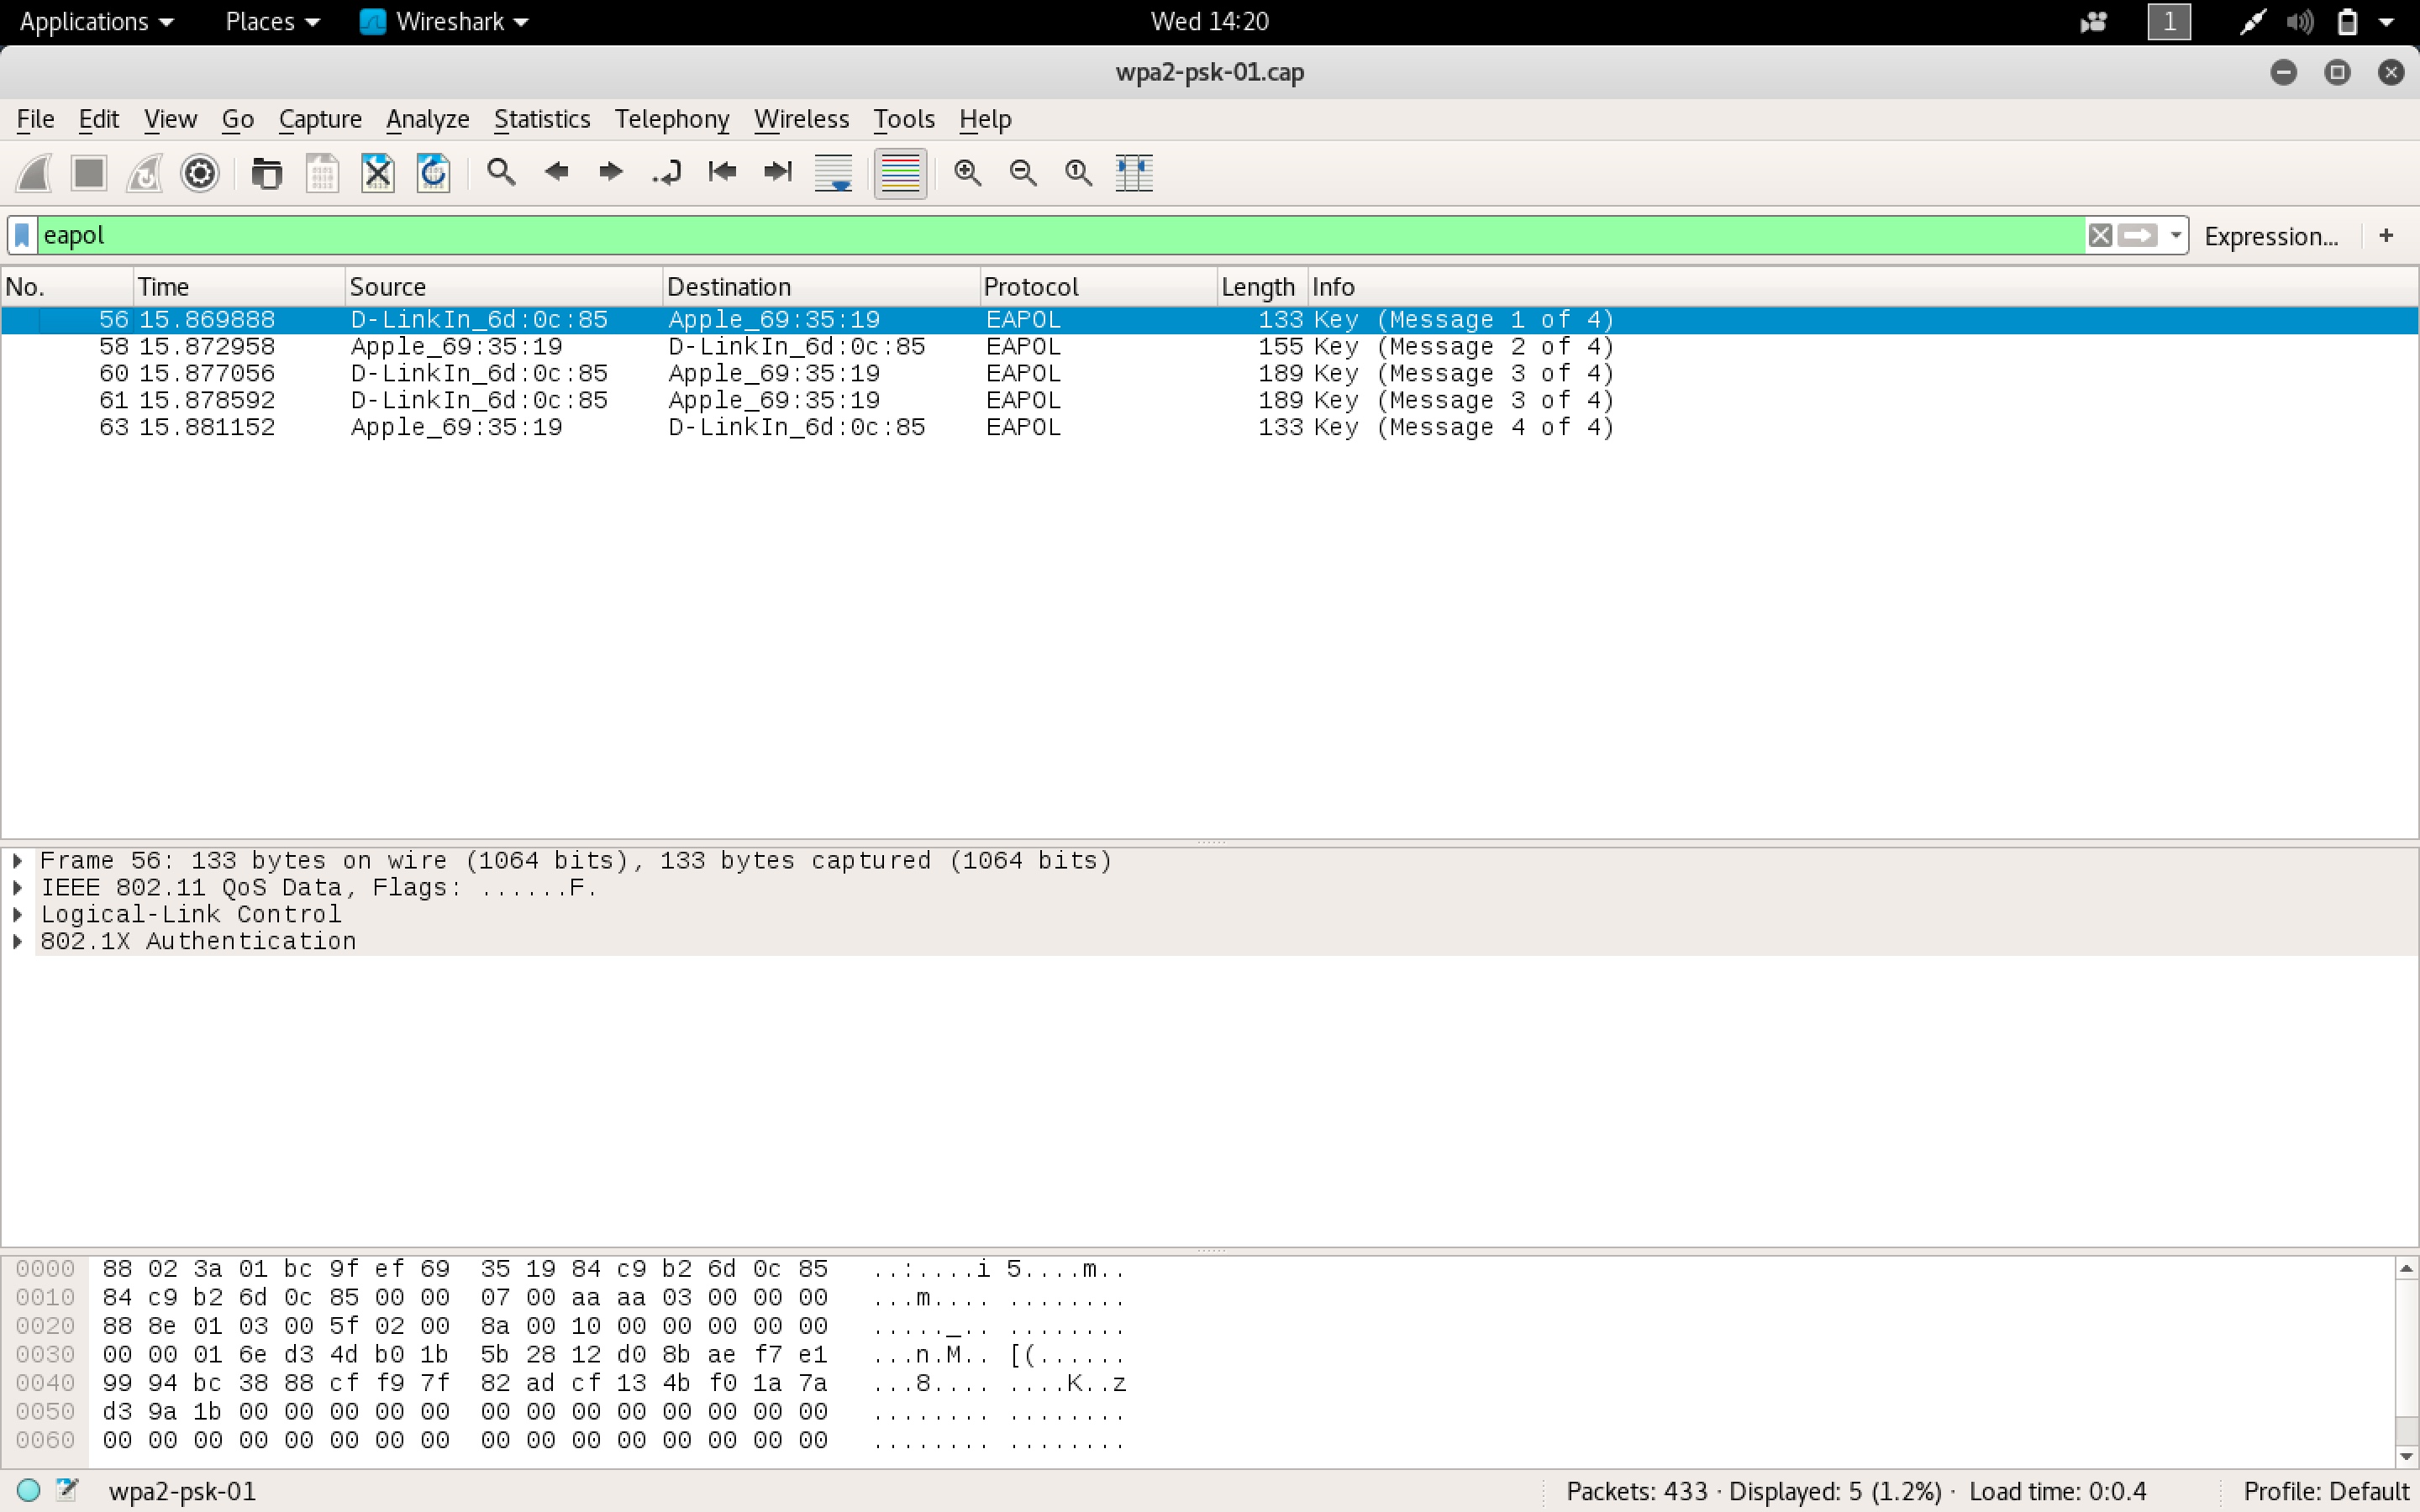 Applications Places Wireshark Wed 14:20 1
wpa2-psk-01.cap
File Edit View Go Capture Analyze Statistics Telephony Wireless Tools Help
eapol Expression... +
No. Time Source Destination Protocol Length Info
56 15.869888 D-LinkIn_6d:0c:85 Apple_69:35:19 EAPOL 133 Key (Message 1 of 4)
58 15.872958 Apple_69:35:19 D-LinkIn_6d:0c:85 EAPOL 155 Key (Message 2 of 4)
60 15.877056 D-LinkIn_6d:0c:85 Apple_69:35:19 EAPOL 189 Key (Message 3 of 4)
61 15.878592 D-LinkIn_6d:0c:85 Apple_69:35:19 EAPOL 189 Key (Message 3 of 4)
63 15.881152 Apple_69:35:19 D-LinkIn_6d:0c:85 EAPOL 133 Key (Message 4 of 4)
Frame 56: 133 bytes on wire (1064 bits), 133 bytes captured (1064 bits)
IEEE 802.11 QoS Data, Flags: ......F.
Logical-Link Control
802.1X Authentication
0000 88 02 3a 01 bc 9f ef 69 35 19 84 c9 b2 6d 0c 85 ..:....i 5....m..
0010 84 c9 b2 6d 0c 85 00 00 07 00 aa aa 03 00 00 00 ...m.... ........
0020 88 8e 01 03 00 5f 02 00 8a 00 10 00 00 00 00 00 ....._.. ........
0030 00 00 01 6e d3 4d b0 1b 5b 28 12 d0 8b ae f7 e1 ...n.M.. [(......
0040 99 94 bc 38 88 cf f9 7f 82 ad cf 13 4b f0 1a 7a ...8.... ....K..z
0050 d3 9a 1b 00 00 00 00 00 00 00 00 00 00 00 00 00 ........ ........
0060 00 00 00 00 00 00 00 00 00 00 00 00 00 00 00 00 ........ ........
wpa2-psk-01 Packets: 433 · Displayed: 5 (1.2%) · Load time: 0:0.4 Profile: Default